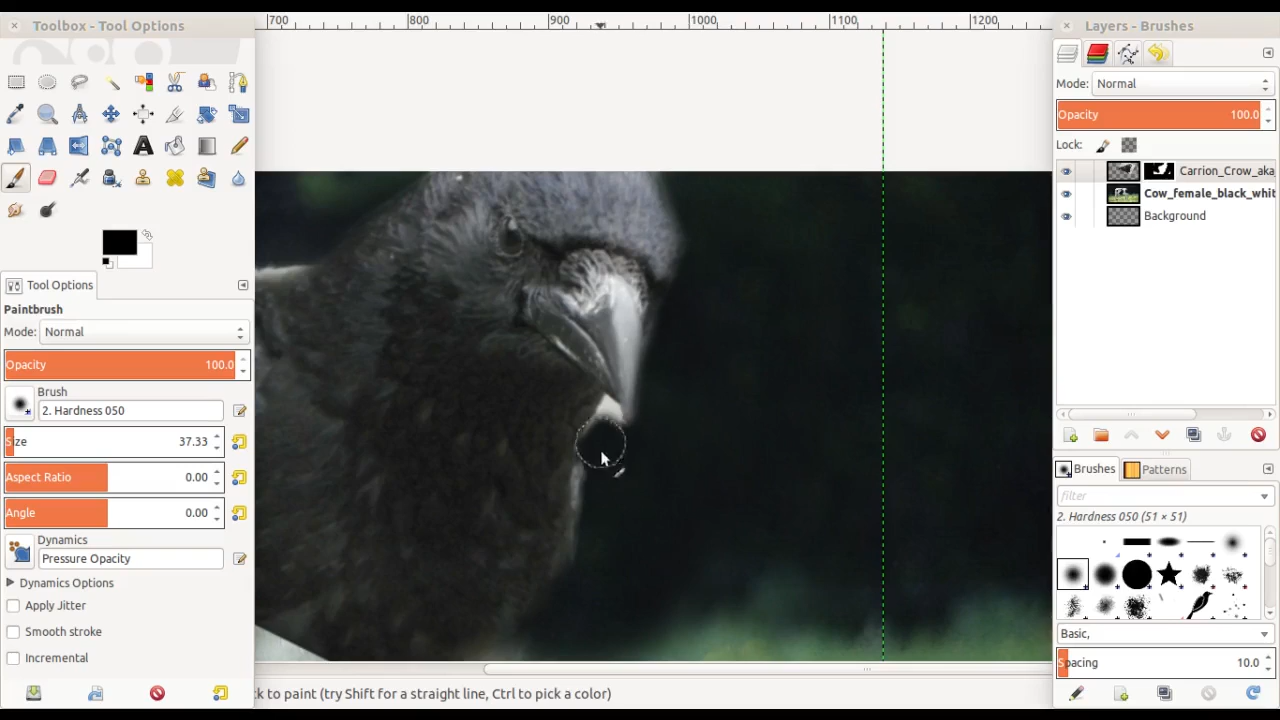 Toolbox - Tool Options
700 800 900 1000 1100 1200
Layers - Brushes
Mode: Normal
Opacity 100.0
Lock:
Carrion_Crow_aka
Cow_female_black_whit
Background
Tool Options
Paintbrush
Mode: Normal
Opacity 100.0
Brush
2. Hardness 050
Size 37.33
Aspect Ratio 0.00
Angle 0.00
Dynamics
Pressure Opacity
Dynamics Options
Apply Jitter
Smooth stroke
Incremental
Brushes Patterns
filter
2. Hardness 050 (51 × 51)
Basic,
Spacing 10.0
ck to paint (try Shift for a straight line, Ctrl to pick a color)